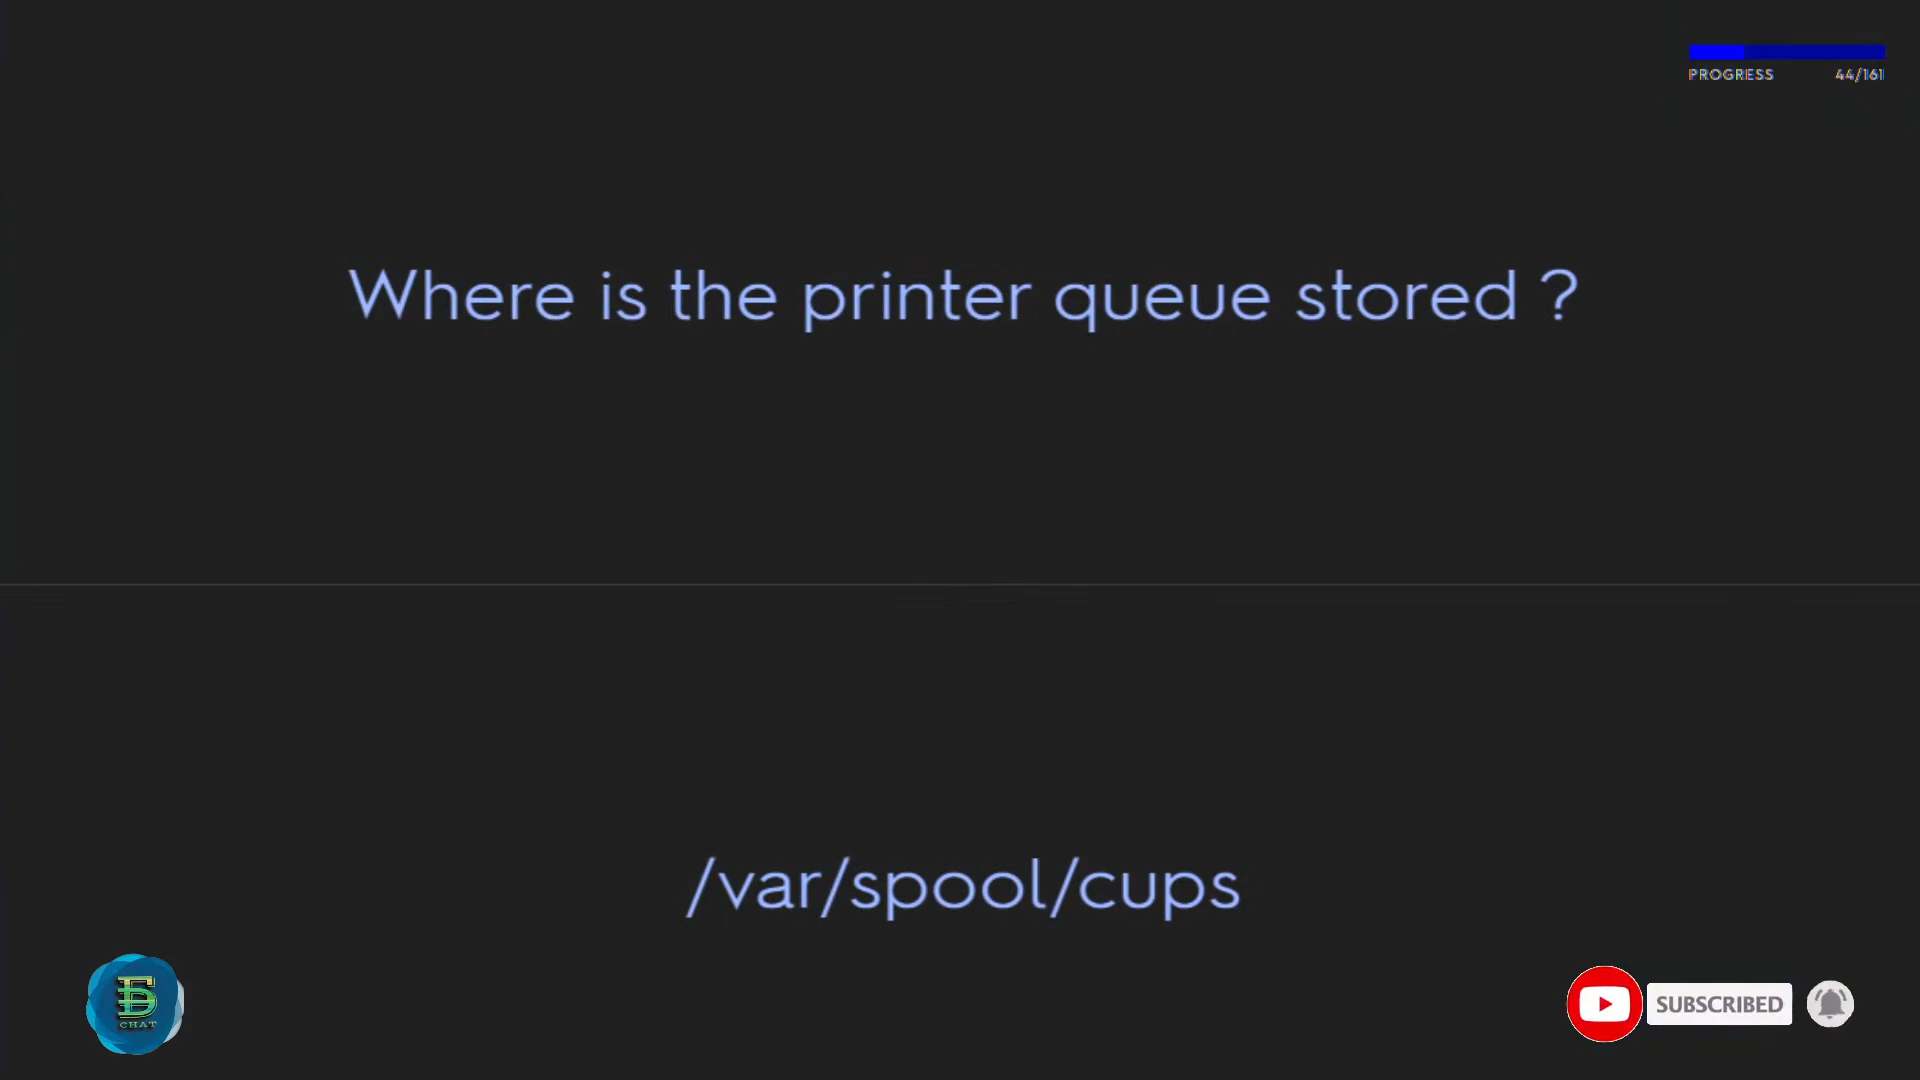 PROGRESS 44/161
Where is the printer queue stored ?
/var/spool/cups
CHAT
SUBSCRIBED